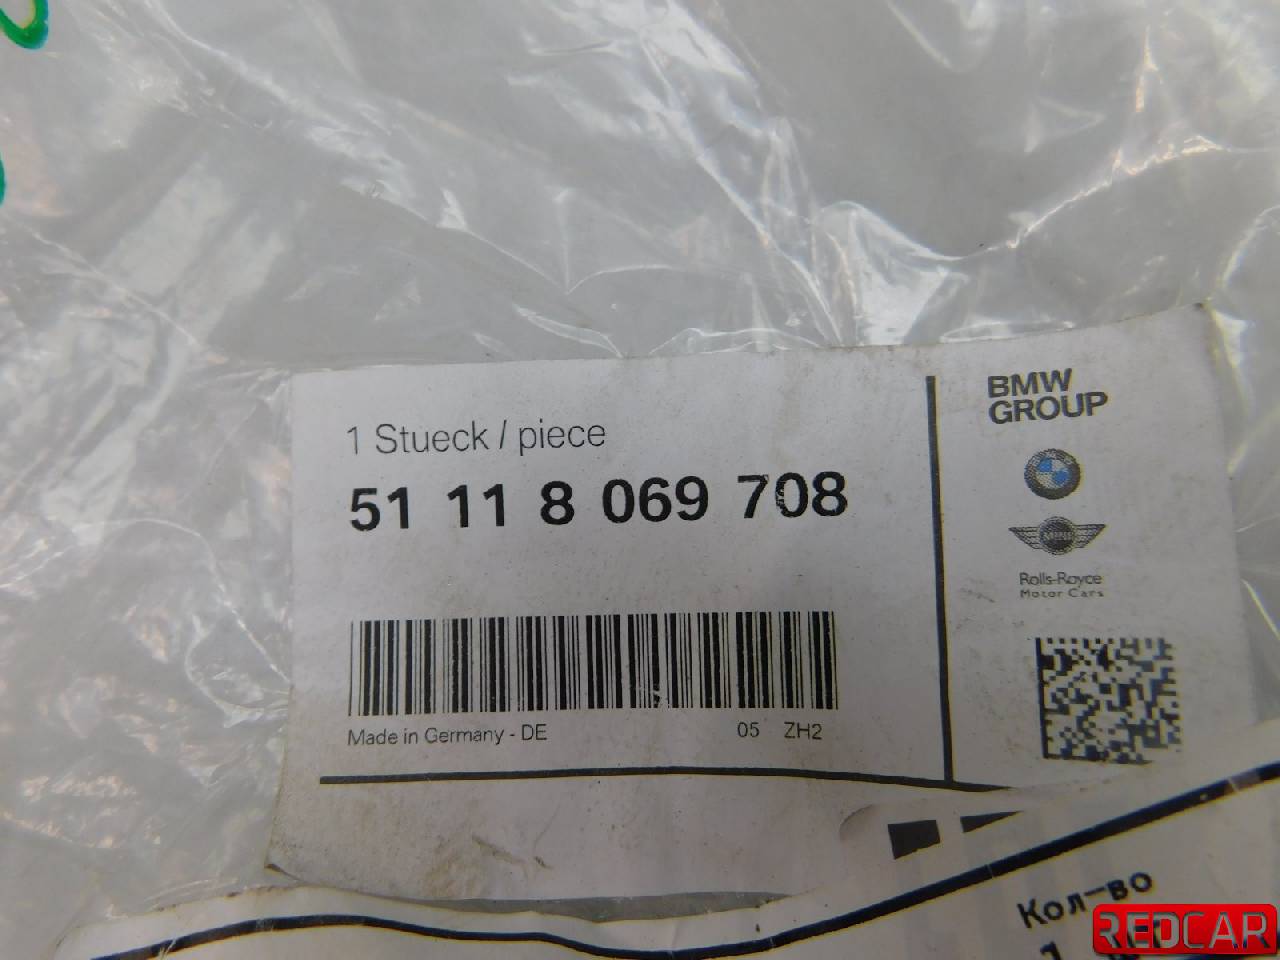 1 Stueck / piece
51 11 8 069 708
Made in Germany - DE
05 ZH2
BMW
GROUP
MINI
Rolls-Royce
Motor Cars
Кол-во
REDCAR